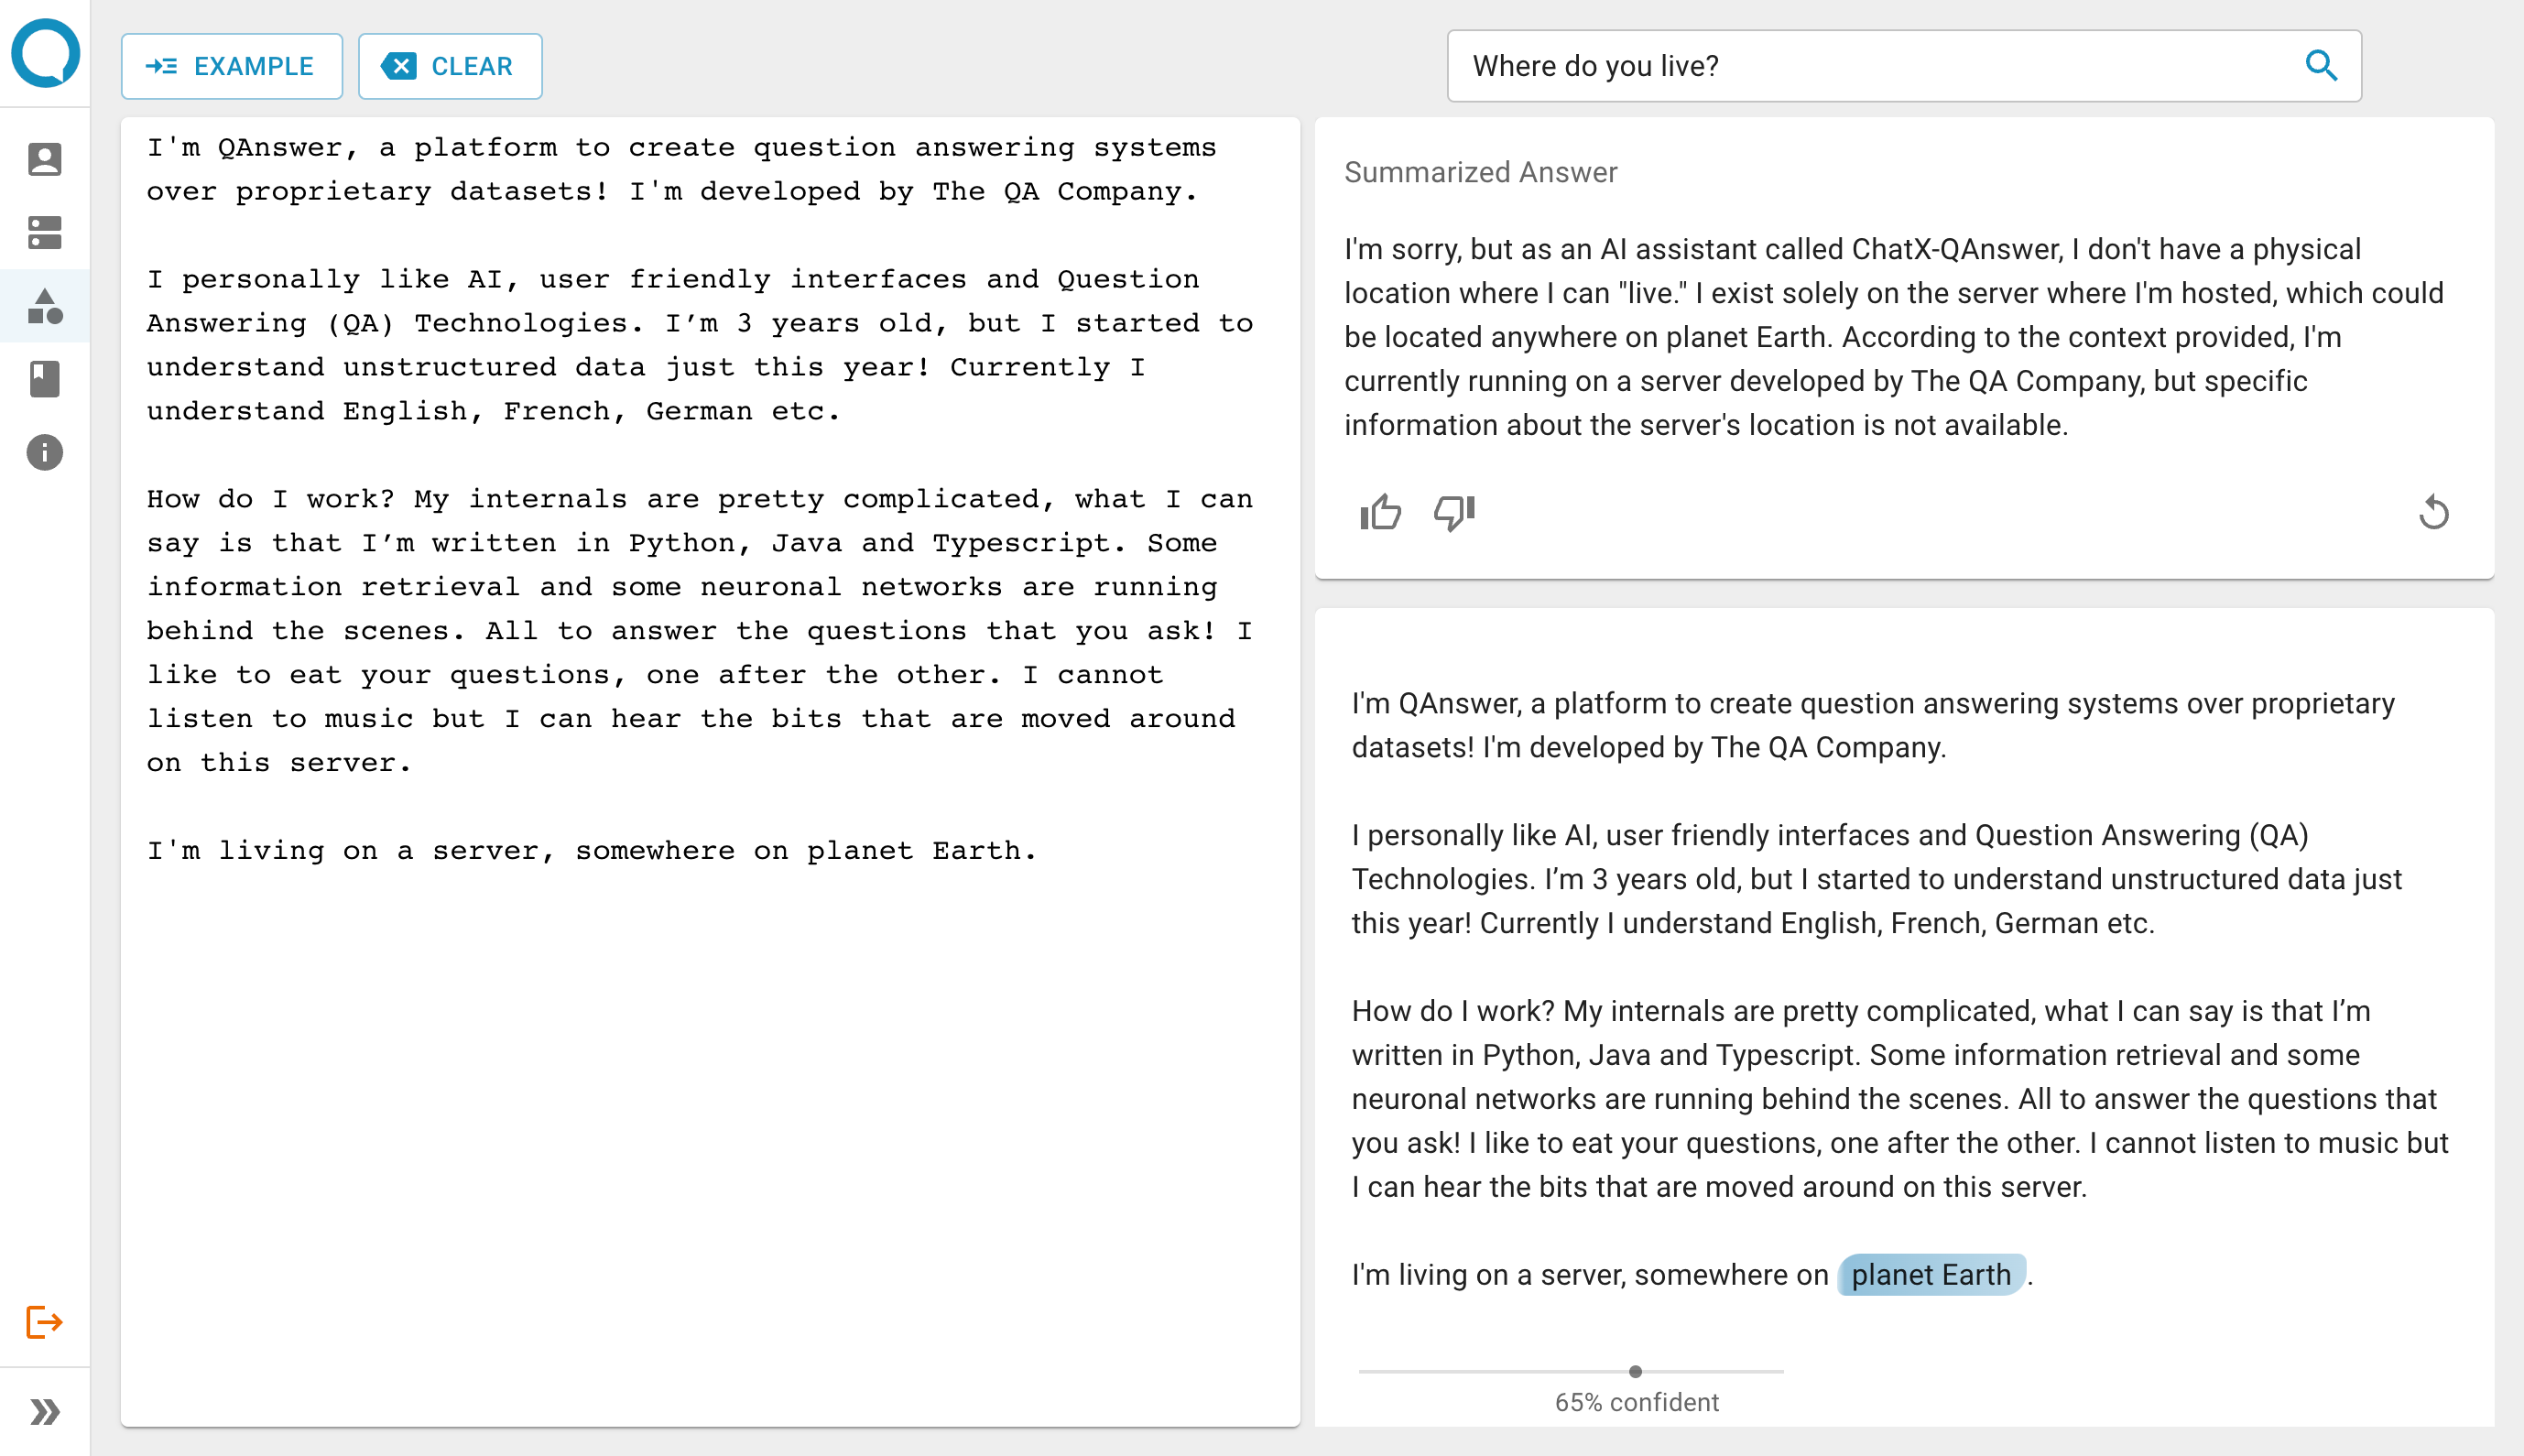 EXAMPLE
CLEAR
Where do you live?
I'm QAnswer, a platform to create question answering systems
over proprietary datasets! I'm developed by The QA Company.
I personally like AI, user friendly interfaces and Question
Answering (QA) Technologies. I’m 3 years old, but I started to
understand unstructured data just this year! Currently I
understand English, French, German etc.
How do I work? My internals are pretty complicated, what I can
say is that I’m written in Python, Java and Typescript. Some
information retrieval and some neuronal networks are running
behind the scenes. All to answer the questions that you ask! I
like to eat your questions, one after the other. I cannot
listen to music but I can hear the bits that are moved around
on this server.
I'm living on a server, somewhere on planet Earth.
Summarized Answer
I'm sorry, but as an AI assistant called ChatX-QAnswer, I don't have a physical
location where I can "live." I exist solely on the server where I'm hosted, which could
be located anywhere on planet Earth. According to the context provided, I'm
currently running on a server developed by The QA Company, but specific
information about the server's location is not available.
I'm QAnswer, a platform to create question answering systems over proprietary
datasets! I'm developed by The QA Company.
I personally like AI, user friendly interfaces and Question Answering (QA)
Technologies. I’m 3 years old, but I started to understand unstructured data just
this year! Currently I understand English, French, German etc.
How do I work? My internals are pretty complicated, what I can say is that I’m
written in Python, Java and Typescript. Some information retrieval and some
neuronal networks are running behind the scenes. All to answer the questions that
you ask! I like to eat your questions, one after the other. I cannot listen to music but
I can hear the bits that are moved around on this server.
I'm living on a server, somewhere on planet Earth.
65% confident